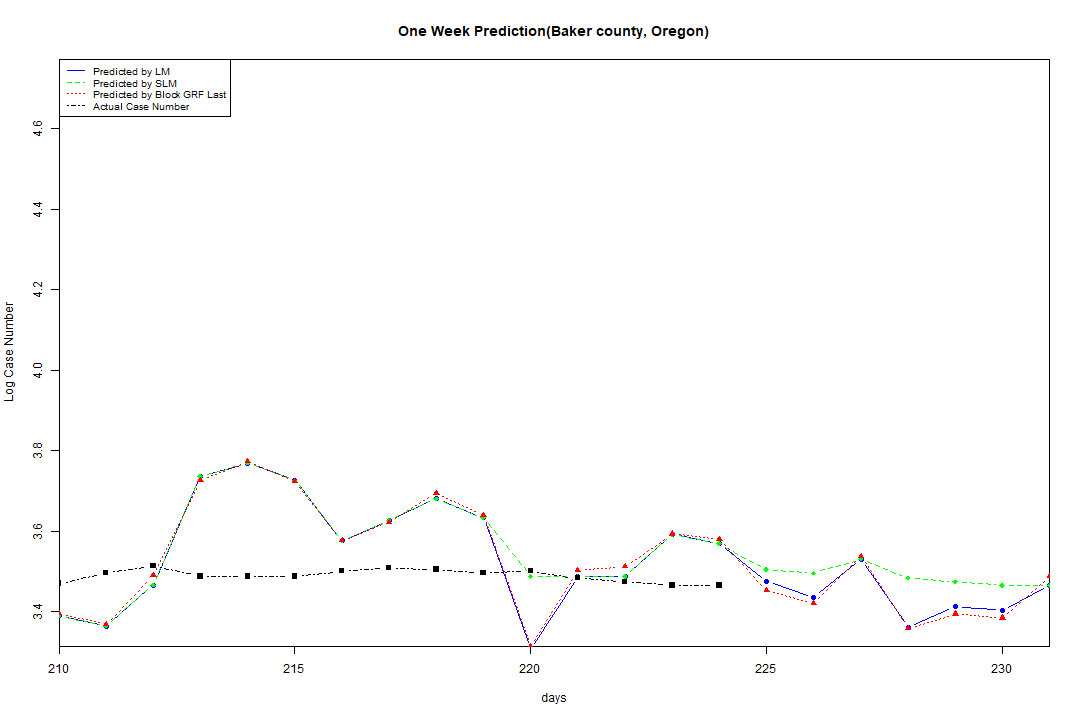 One Week Prediction(Baker county, Oregon)
Predicted by LM
Predicted by SLM
Predicted by Block GRF Last
Actual Case Number
Log Case Number
4.6
4.4
4.2
4.0
3.8
3.6
3.4
210 215 220 225 230
days